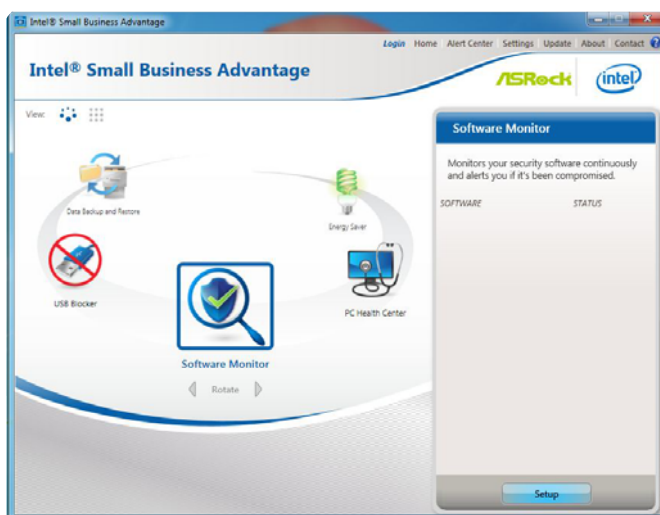 Intel® Small Business Advantage
Login Home Alert Center Settings Update About Contact ?
Intel® Small Business Advantage
ASRock intel
View:
Software Monitor
Monitors your security software continuously
and alerts you if it's been compromised.
SOFTWARE STATUS
Data Backup and Restore
Energy Saver
USB Blocker
PC Health Center
Software Monitor
Rotate
Setup